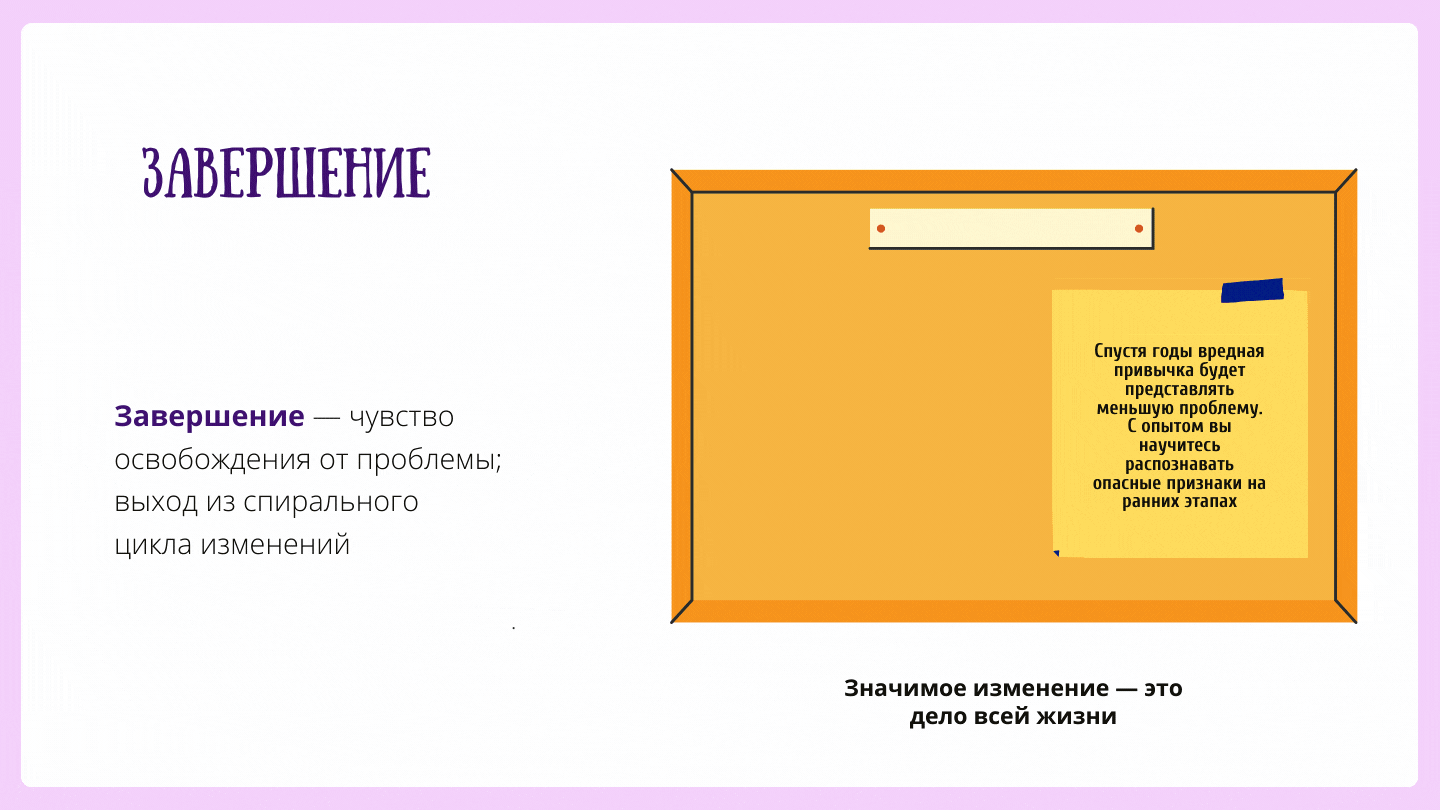 ЗАВЕРШЕНИЕ
Завершение — чувство
освобождения от проблемы;
выход из спирального
цикла изменений
.
Спустя годы вредная
привычка будет
представлять
меньшую проблему.
С опытом вы
научитесь
распознавать
опасные признаки на
ранних этапах
Значимое изменение — это
дело всей жизни